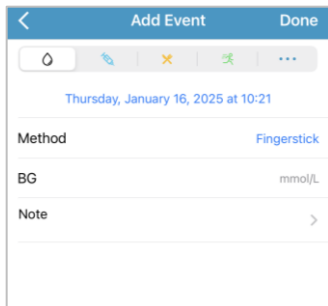 Add Event Done
Thursday, January 16, 2025 at 10:21
Method Fingerstick
BG mmol/L
Note